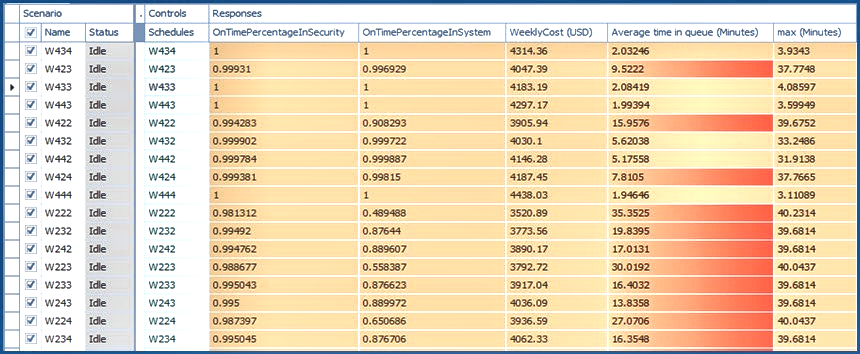 Scenario . Controls Responses
Name Status Schedules OnTimePercentageInSecurity OnTimePercentageInSystem WeeklyCost (USD) Average time in queue (Minutes) max (Minutes)
W434 Idle W434 1 1 4314.36 2.03246 3.9343
W423 Idle W423 0.99931 0.996929 4047.39 9.5222 37.7748
W433 Idle W433 1 1 4183.19 2.08419 4.08597
W443 Idle W443 1 1 4297.17 1.99394 3.59949
W422 Idle W422 0.994283 0.908293 3905.94 15.9576 39.6752
W432 Idle W432 0.999902 0.999722 4030.1 5.62038 33.2486
W442 Idle W442 0.999784 0.999887 4146.28 5.17558 31.9138
W424 Idle W424 0.999381 0.99815 4187.45 7.8105 37.7665
W444 Idle W444 1 1 4438.03 1.94646 3.11089
W222 Idle W222 0.981312 0.489488 3520.89 35.3525 40.2314
W232 Idle W232 0.99492 0.87644 3773.56 19.8395 39.6814
W242 Idle W242 0.994762 0.889607 3890.17 17.0131 39.6814
W223 Idle W223 0.988677 0.558387 3792.72 30.0192 40.0437
W233 Idle W233 0.995043 0.876623 3917.04 16.4032 39.6814
W243 Idle W243 0.995 0.889972 4036.09 13.8358 39.6814
W224 Idle W224 0.987397 0.650686 3936.59 27.0706 40.0437
W234 Idle W234 0.995045 0.876706 4062.33 16.3548 39.6814